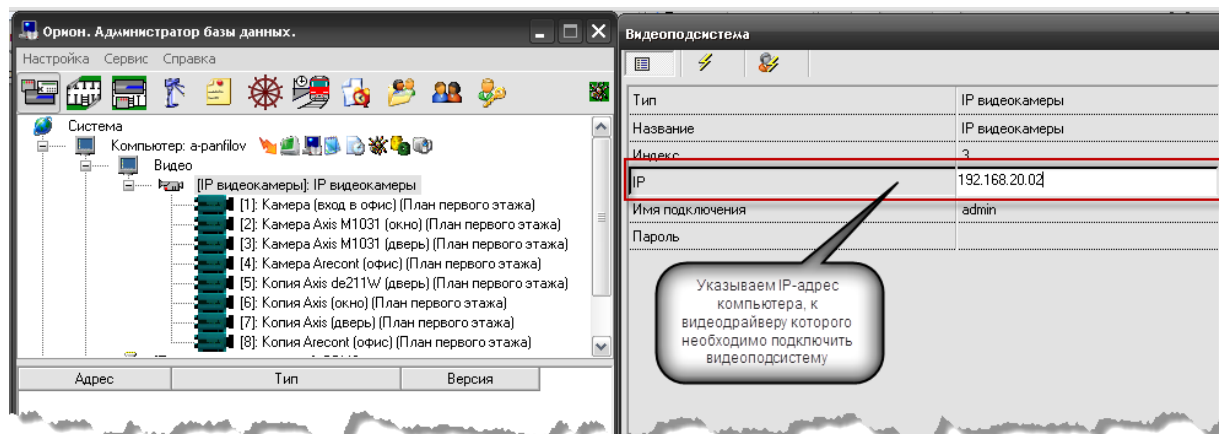 Орион. Администратор базы данных.
Настройка Сервис Справка
Система
Компьютер: a-panfilov
Видео
[IP видеокамеры]: IP видеокамеры
[1]: Камера (вход в офис) (План первого этажа)
[2]: Камера Axis M1031 (окно) (План первого этажа)
[3]: Камера Axis M1031 (дверь) (План первого этажа)
[4]: Камера Arecont (офис) (План первого этажа)
[5]: Копия Axis de211W (дверь) (План первого этажа)
[6]: Копия Axis (окно) (План первого этажа)
[7]: Копия Axis (дверь) (План первого этажа)
[8]: Копия Arecont (офис) (План первого этажа)
Адрес Тип Версия
Видеоподсистема
Тип IP видеокамеры
Название IP видеокамеры
Индекс 3
IP 192.168.20.02
Имя подключения admin
Пароль
Указываем IP-адрес
компьютера, к
видеодрайверу которого
необходимо подключить
видеоподсистему